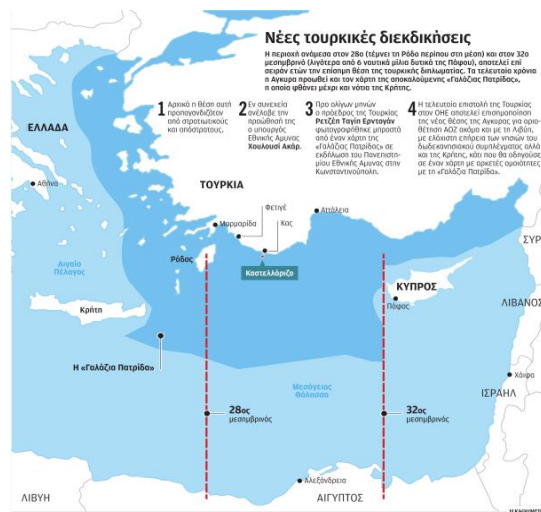 Νέες τουρκικές διεκδικήσεις
Η περιοχή ανάμεσα στον 28ο (τέμνει τη Ρόδο περίπου στη μέση) και στον 32ο
μεσημβρινό (λιγότερο από 6 ναυτικά μίλια δυτικά της Πάφου), αποτελεί επί
σειράν ετών την επίσημη θέση της τουρκικής διπλωματίας. Τα τελευταία χρόνια
η Αγκυρα προωθεί και τον χάρτη της αποκαλούμενης «Γαλάζιας Πατρίδας»,
η οποία φθάνει μέχρι και νότια της Κρήτης.
1 Αρχικά η θέση αυτή
προπαγανδιζόταν
από στρατιωτικούς
και απόστρατους.
2 Εν συνεχεία
ανέλαβε την
προώθησή της
ο υπουργός
Εθνικής Αμυνας
Χουλουσί Ακάρ.
3 Προ ολίγων μηνών
ο πρόεδρος της Τουρκίας
Ρετζέπ Ταγίπ Ερντογάν
φωτογραφήθηκε μπροστά
από έναν χάρτη της
«Γαλάζιας Πατρίδας» σε
εκδήλωση του Πανεπιστη-
μίου Εθνικής Αμυνας στην
Κωνσταντινούπολη.
4 Η τελευταία επιστολή της Τουρκίας
στον ΟΗΕ αποτελεί επισημοποίηση
της νέας θέσης της Αγκυρας για οριο-
θέτηση ΑΟΖ ακόμα και με τη Λιβύη,
με ελάχιστη επήρεια των νησιών του
δωδεκανησιακού συμπλέγματος αλλά
και της Κρήτης, κάτι που θα οδηγούσε
σε έναν χάρτη με αρκετές ομοιότητες
με τη «Γαλάζια Πατρίδα».
ΕΛΛΑΔΑ
Αθήνα
ΤΟΥΡΚΙΑ
Φετιγέ
Μαρμαρίδα
Κας
Αττάλεια
Ρόδος
Καστελλόριζο
Αιγαίο
Πέλαγος
Κρήτη
Η «Γαλάζια Πατρίδα»
ΚΥΠΡΟΣ
Πάφος
ΣΥΡ
ΛΙΒΑΝΟΣ
Χάιφα
ΙΣΡΑΗΛ
Μεσόγειος
Θάλασσα
28ος
μεσημβρινός
32ος
μεσημβρινός
Αλεξάνδρεια
ΛΙΒΥΗ
ΑΙΓΥΠΤΟΣ